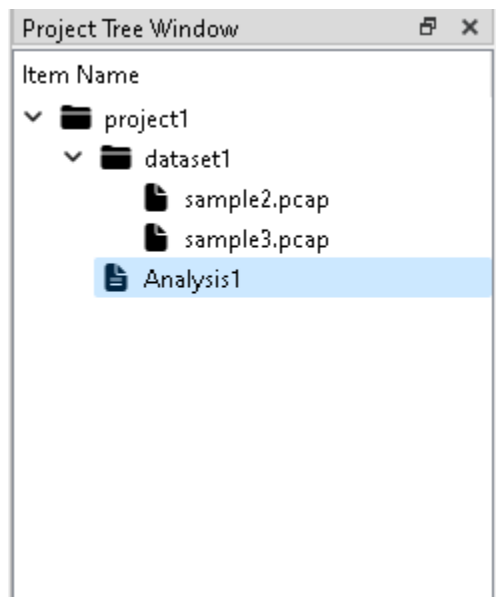 Project Tree Window
Item Name
project1
dataset1
sample2.pcap
sample3.pcap
Analysis1